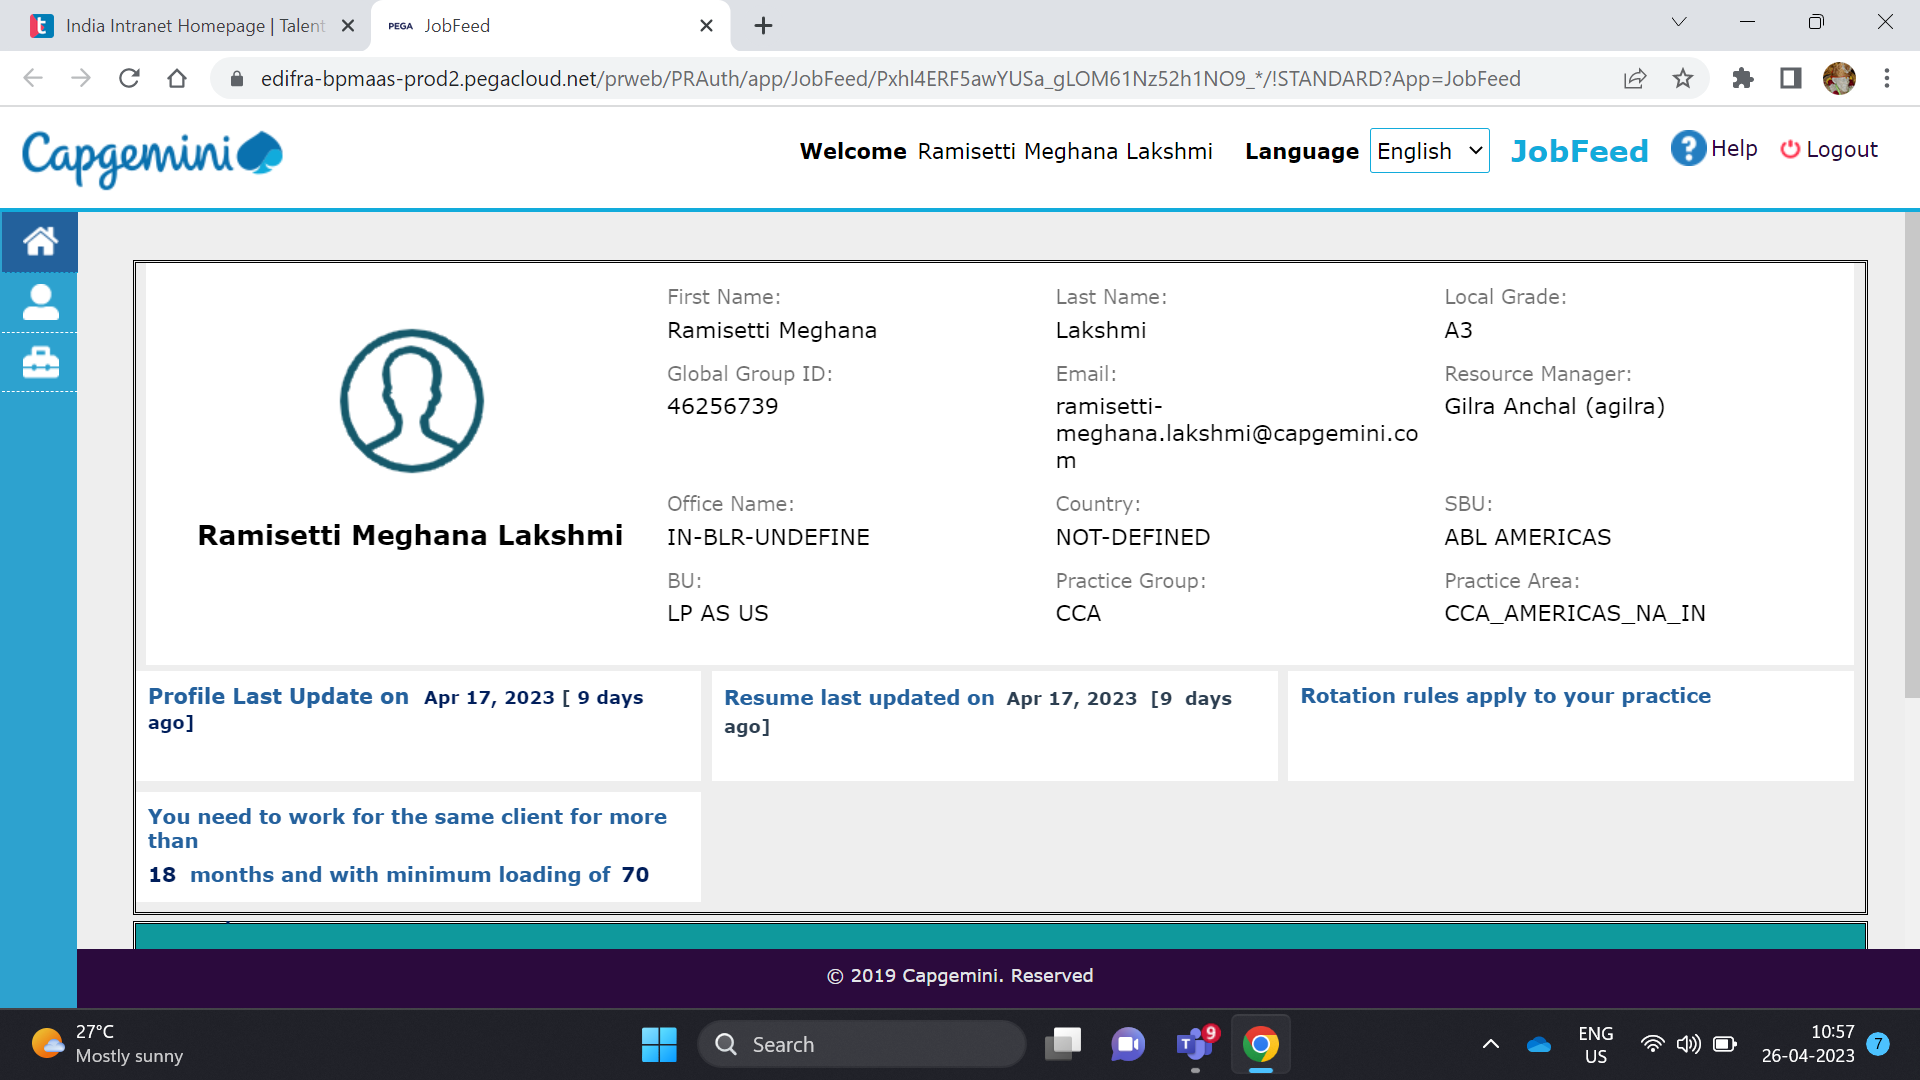 India Intranet Homepage | Talent
PEGA JobFeed
edifra-bpmaas-prod2.pegacloud.net/prweb/PRAuth/app/JobFeed/Pxhl4ERF5awYUSa_gLOM61Nz52h1NO9_*/!STANDARD?App=JobFeed
Capgemini
Welcome Ramisetti Meghana Lakshmi Language English JobFeed ? Help Logout
First Name: Last Name: Local Grade:
Ramisetti Meghana Lakshmi A3
Global Group ID: Email: Resource Manager:
46256739 ramisetti- Gilra Anchal (agilra)
meghana.lakshmi@capgemini.co
m
Office Name: Country: SBU:
Ramisetti Meghana Lakshmi IN-BLR-UNDEFINE NOT-DEFINED ABL AMERICAS
BU: Practice Group: Practice Area:
LP AS US CCA CCA_AMERICAS_NA_IN
Profile Last Update on Apr 17, 2023 [ 9 days
ago]
Resume last updated on Apr 17, 2023 [9 days
ago]
Rotation rules apply to your practice
You need to work for the same client for more
than
18 months and with minimum loading of 70
© 2019 Capgemini. Reserved
27°C
Mostly sunny
Search
9
ENG
US
10:57
26-04-2023
7